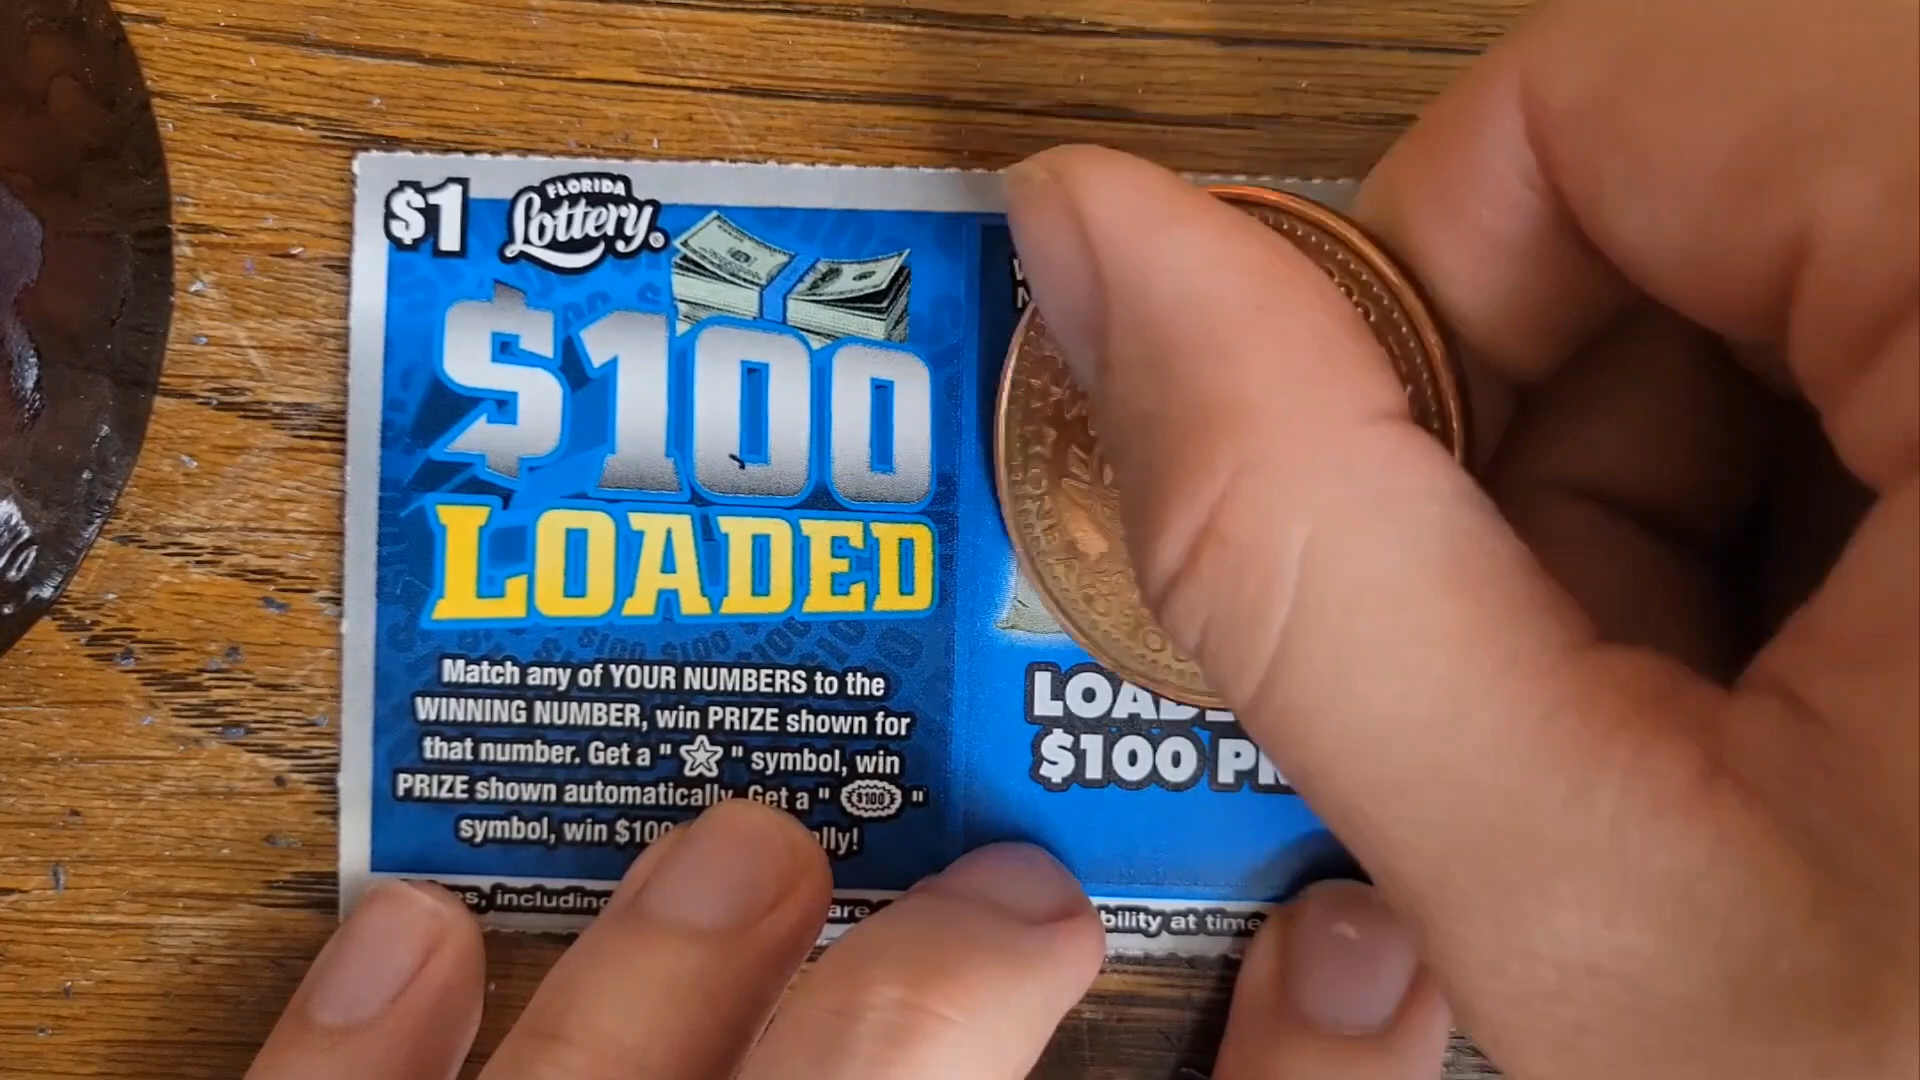 $1
FLORIDA
Lottery®
$100
LOADED
Match any of YOUR NUMBERS to the
WINNING NUMBER, win PRIZE shown for
that number. Get a " " symbol, win
PRIZE shown automatically. Get a " $100 "
symbol, win $100
$100 PR
including
are
bility at time